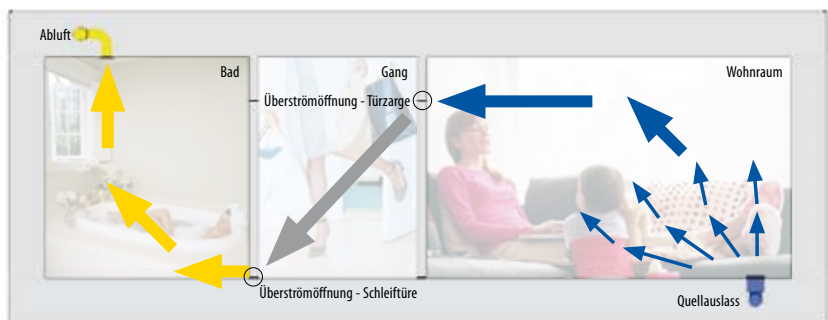 Abluft
Bad
Gang
Wohnraum
Überströmöffnung - Türzarge
Überströmöffnung - Schleiftüre
Quellauslass